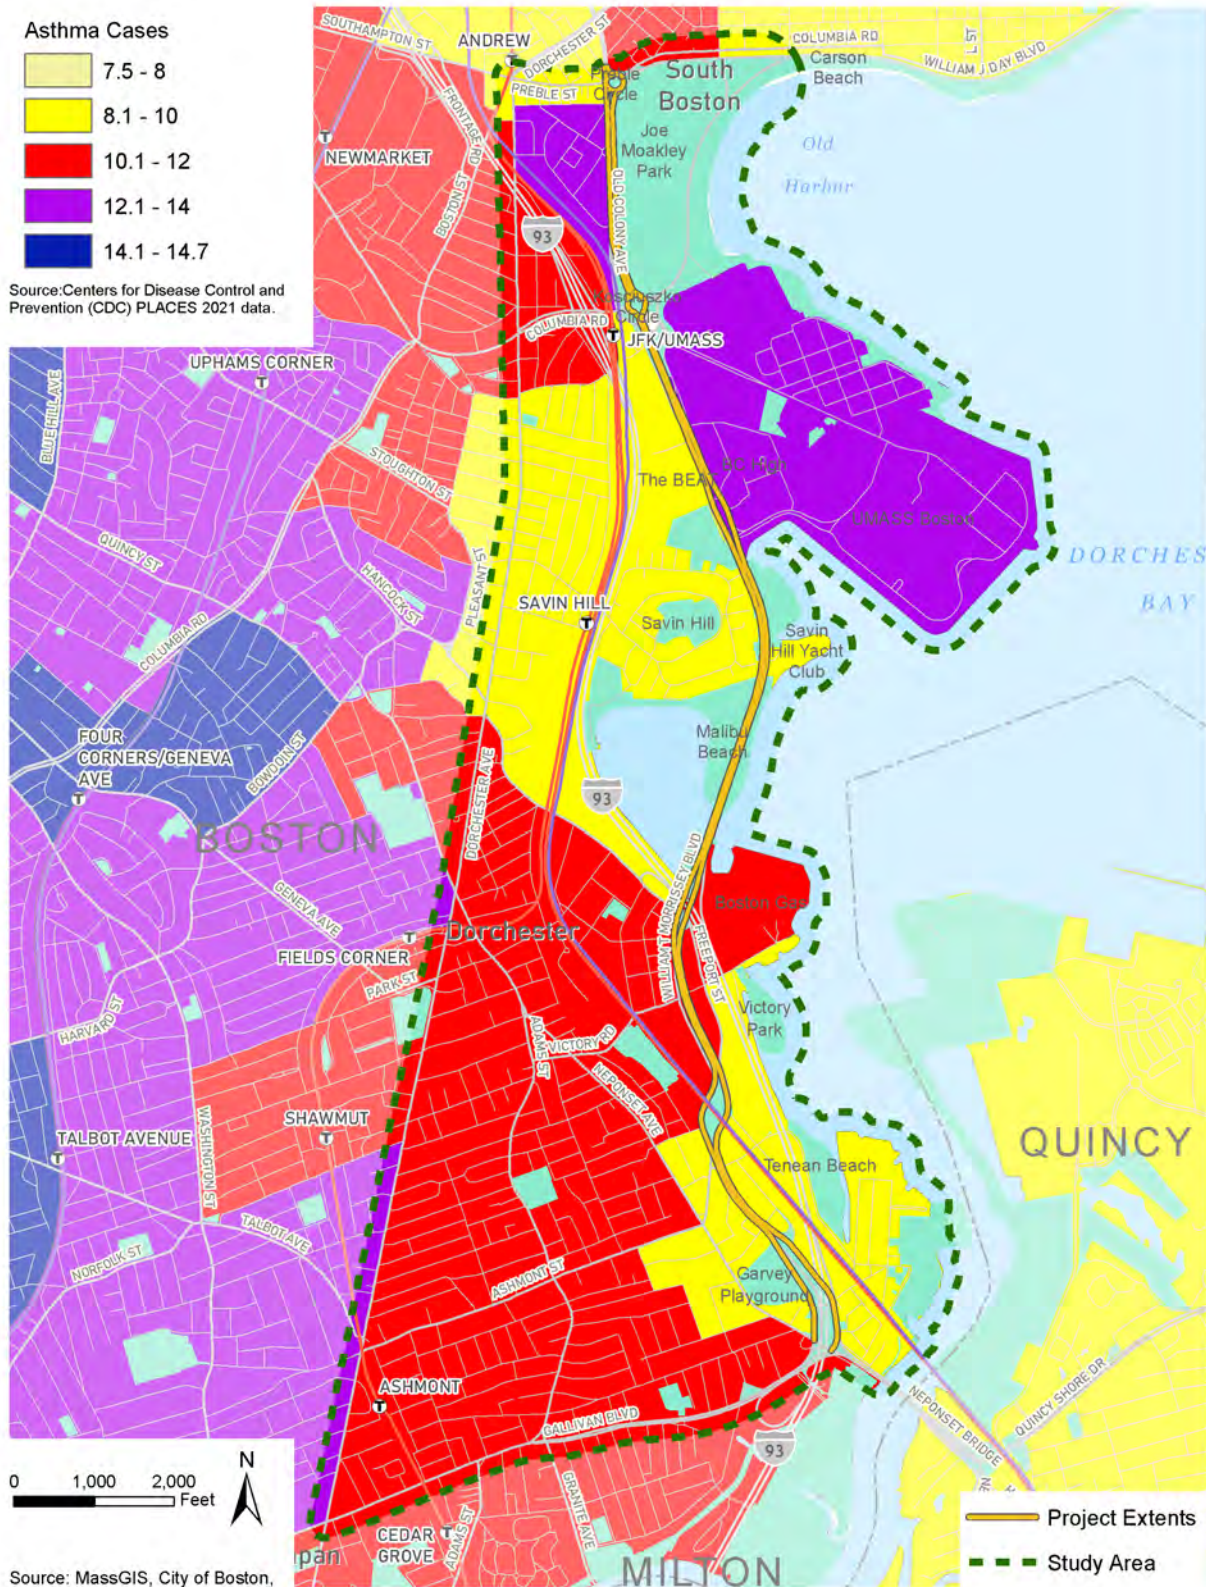 Asthma Cases
7.5 - 8
8.1 - 10
10.1 - 12
12.1 - 14
14.1 - 14.7
Source:Centers for Disease Control and
Prevention (CDC) PLACES 2021 data.
SOUTHAMPTON ST
ANDREW
DORCHESTER ST
COLUMBIA RD
L ST
WILLIAM J DAY BLVD
Carson
Beach
Preble
Circle
PREBLE ST
South
Boston
FRONTAGE RD
T
NEWMARKET
BOSTON ST
Joe
Moakley
Park
Old
Harbor
OLD COLONY AVE
93
Kosciuszko
Circle
COLUMBIA RD
T
JFK/UMASS
UPHAMS CORNER
T
BLUE HILL AVE
STOUGHTON ST
The BEAT
BC High
UMASS Boston
QUINCY ST
HANCOCK ST
PLEASANT ST
DORCHES
BAY
SAVIN HILL
T
Savin Hill
Savin
Hill Yacht
Club
COLUMBIA RD
Malibu
Beach
FOUR
CORNERS/GENEVA
AVE
T
BOWDOIN ST
DORCHESTER AVE
93
BOSTON
WILLIAM T MORRISSEY BLVD
Boston Gas
GENEVA AVE
Dorchester
FIELDS CORNER
T
PARK ST
FREEPORT ST
HARVARD ST
ADAMS ST
VICTORY RD
Victory
Park
NEPONSET AVE
WASHINGTON ST
SHAWMUT
T
TALBOT AVENUE
T
QUINCY
Tenean Beach
TALBOT AVE
NORFOLK ST
ASHMONT ST
Garvey
Playground
ASHMONT
T
GALLIVAN BLVD
NEPONSET BRIDGE
QUINCY SHORE DR
93
N
0 1,000 2,000
Feet
GRANITE AVE
ADAMS ST
CEDAR
GROVE
T
pan
MILTON
Project Extents
Study Area
Source: MassGIS, City of Boston,